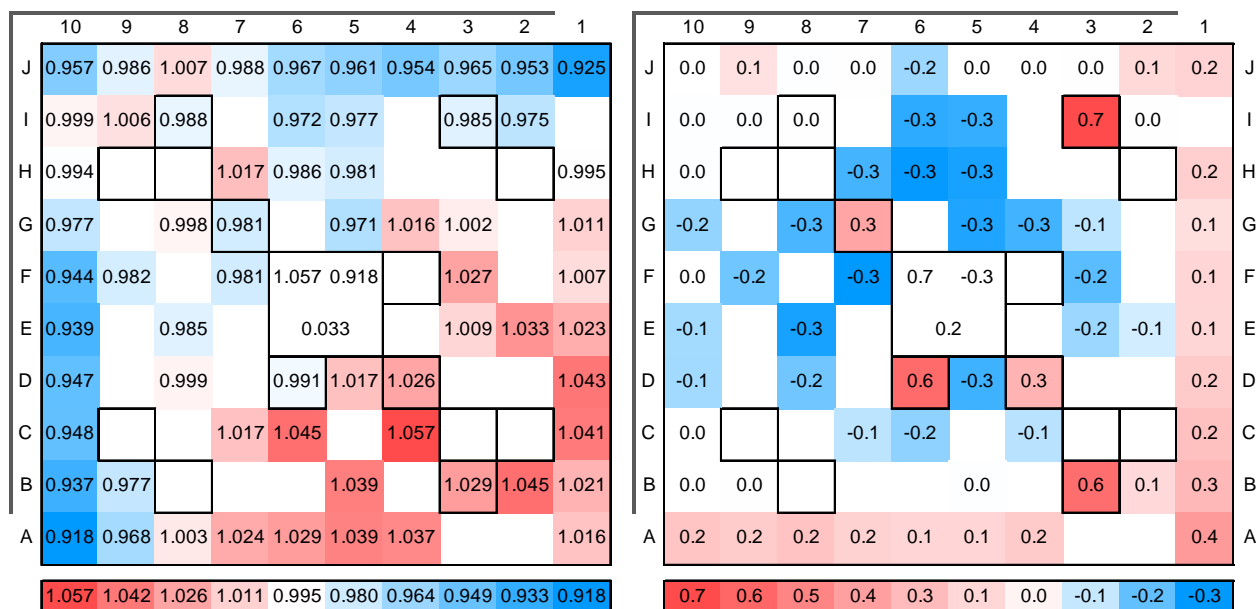 10 9 8 7 6 5 4 3 2 1
J 0.957 0.986 1.007 0.988 0.967 0.961 0.954 0.965 0.953 0.925
I 0.999 1.006 0.988 0.972 0.977 0.985 0.975
H 0.994 1.017 0.986 0.981 0.995
G 0.977 0.998 0.981 0.971 1.016 1.002 1.011
F 0.944 0.982 0.981 1.057 0.918 1.027 1.007
E 0.939 0.985 0.033 1.009 1.033 1.023
D 0.947 0.999 0.991 1.017 1.026 1.043
C 0.948 1.017 1.045 1.057 1.041
B 0.937 0.977 1.039 1.029 1.045 1.021
A 0.918 0.968 1.003 1.024 1.029 1.039 1.037 1.016
1.057 1.042 1.026 1.011 0.995 0.980 0.964 0.949 0.933 0.918
10 9 8 7 6 5 4 3 2 1
0.0 0.1 0.0 0.0 -0.2 0.0 0.0 0.0 0.1 0.2 J
0.0 0.0 0.0 -0.3 -0.3 0.7 0.0 I
0.0 -0.3 -0.3 -0.3 0.2 H
-0.2 -0.3 0.3 -0.3 -0.3 -0.1 0.1 G
0.0 -0.2 -0.3 0.7 -0.3 -0.2 0.1 F
-0.1 -0.3 0.2 -0.2 -0.1 0.1 E
-0.1 -0.2 0.6 -0.3 0.3 0.2 D
0.0 -0.1 -0.2 -0.1 0.2 C
0.0 0.0 0.0 0.6 0.1 0.3 B
0.2 0.2 0.2 0.2 0.1 0.1 0.2 0.4 A
0.7 0.6 0.5 0.4 0.3 0.1 0.0 -0.1 -0.2 -0.3